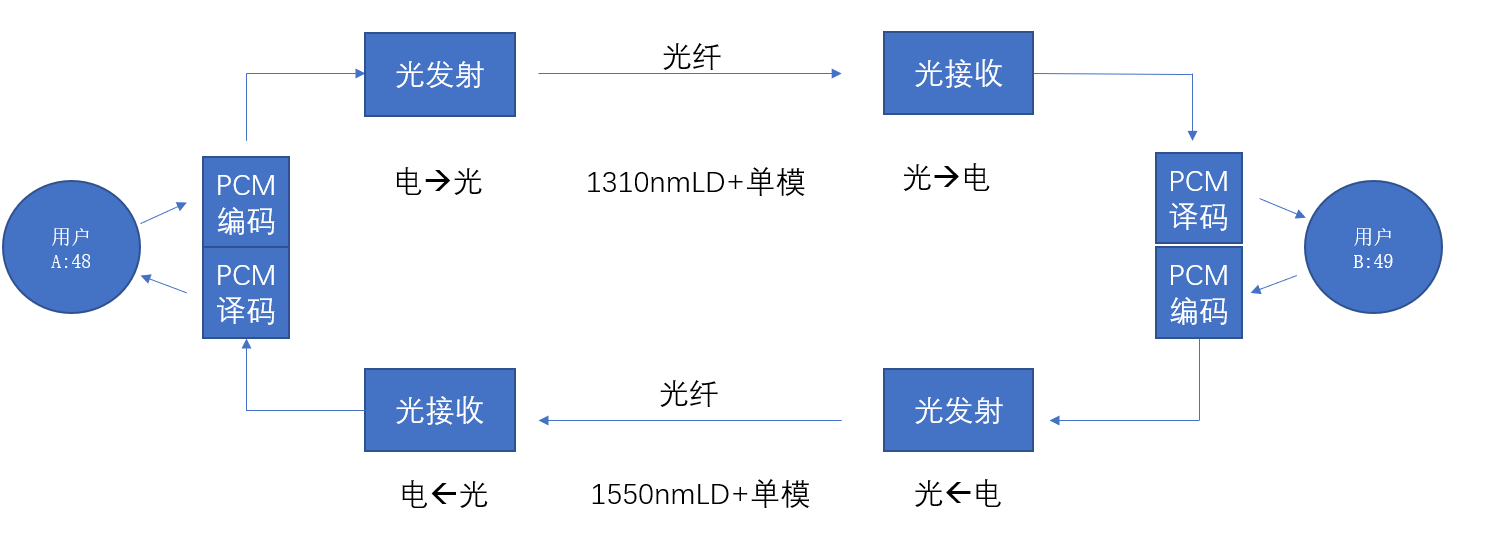 光发射
光纤
光接收
电→光
1310nmLD+单模
光→电
PCM
编码
PCM
译码
用户
A:48
用户
B:49
PCM
译码
PCM
编码
光接收
光纤
光发射
电←光
1550nmLD+单模
光←电